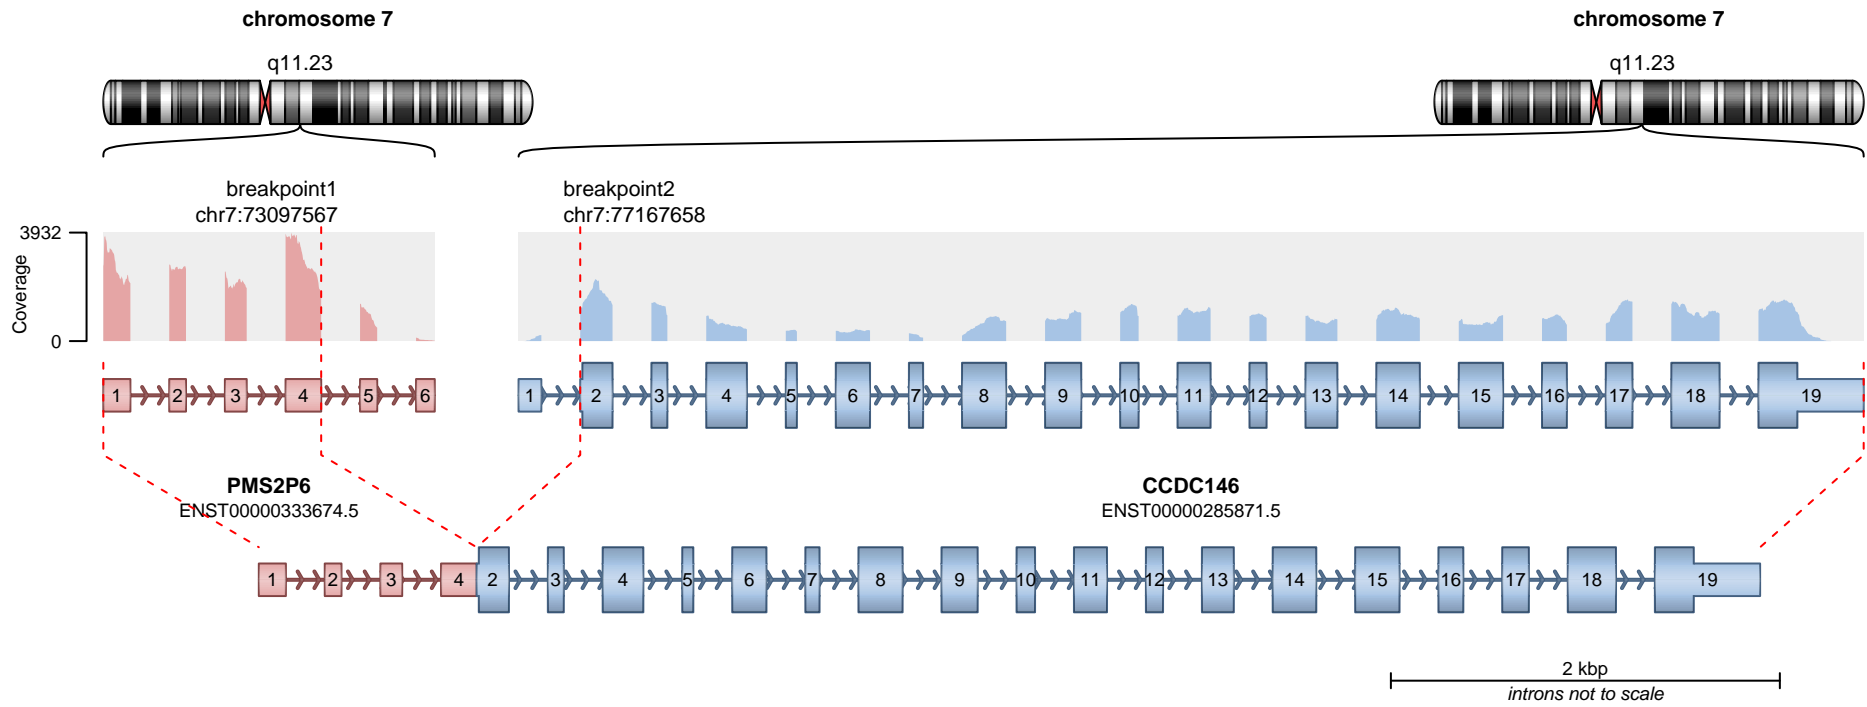 chromosome 7
chromosome 7
q11.23
q11.23
breakpoint1
chr7:73097567
breakpoint2
chr7:77167658
3932
Coverage
0
1 2 3 4 5 6
1 2 3 4 5 6 7 8 9 10 11 12 13 14 15 16 17 18 19
PMS2P6
ENST00000333674.5
CCDC146
ENST00000285871.5
1 2 3 4 2 3 4 5 6 7 8 9 10 11 12 13 14 15 16 17 18 19
2 kbp
introns not to scale